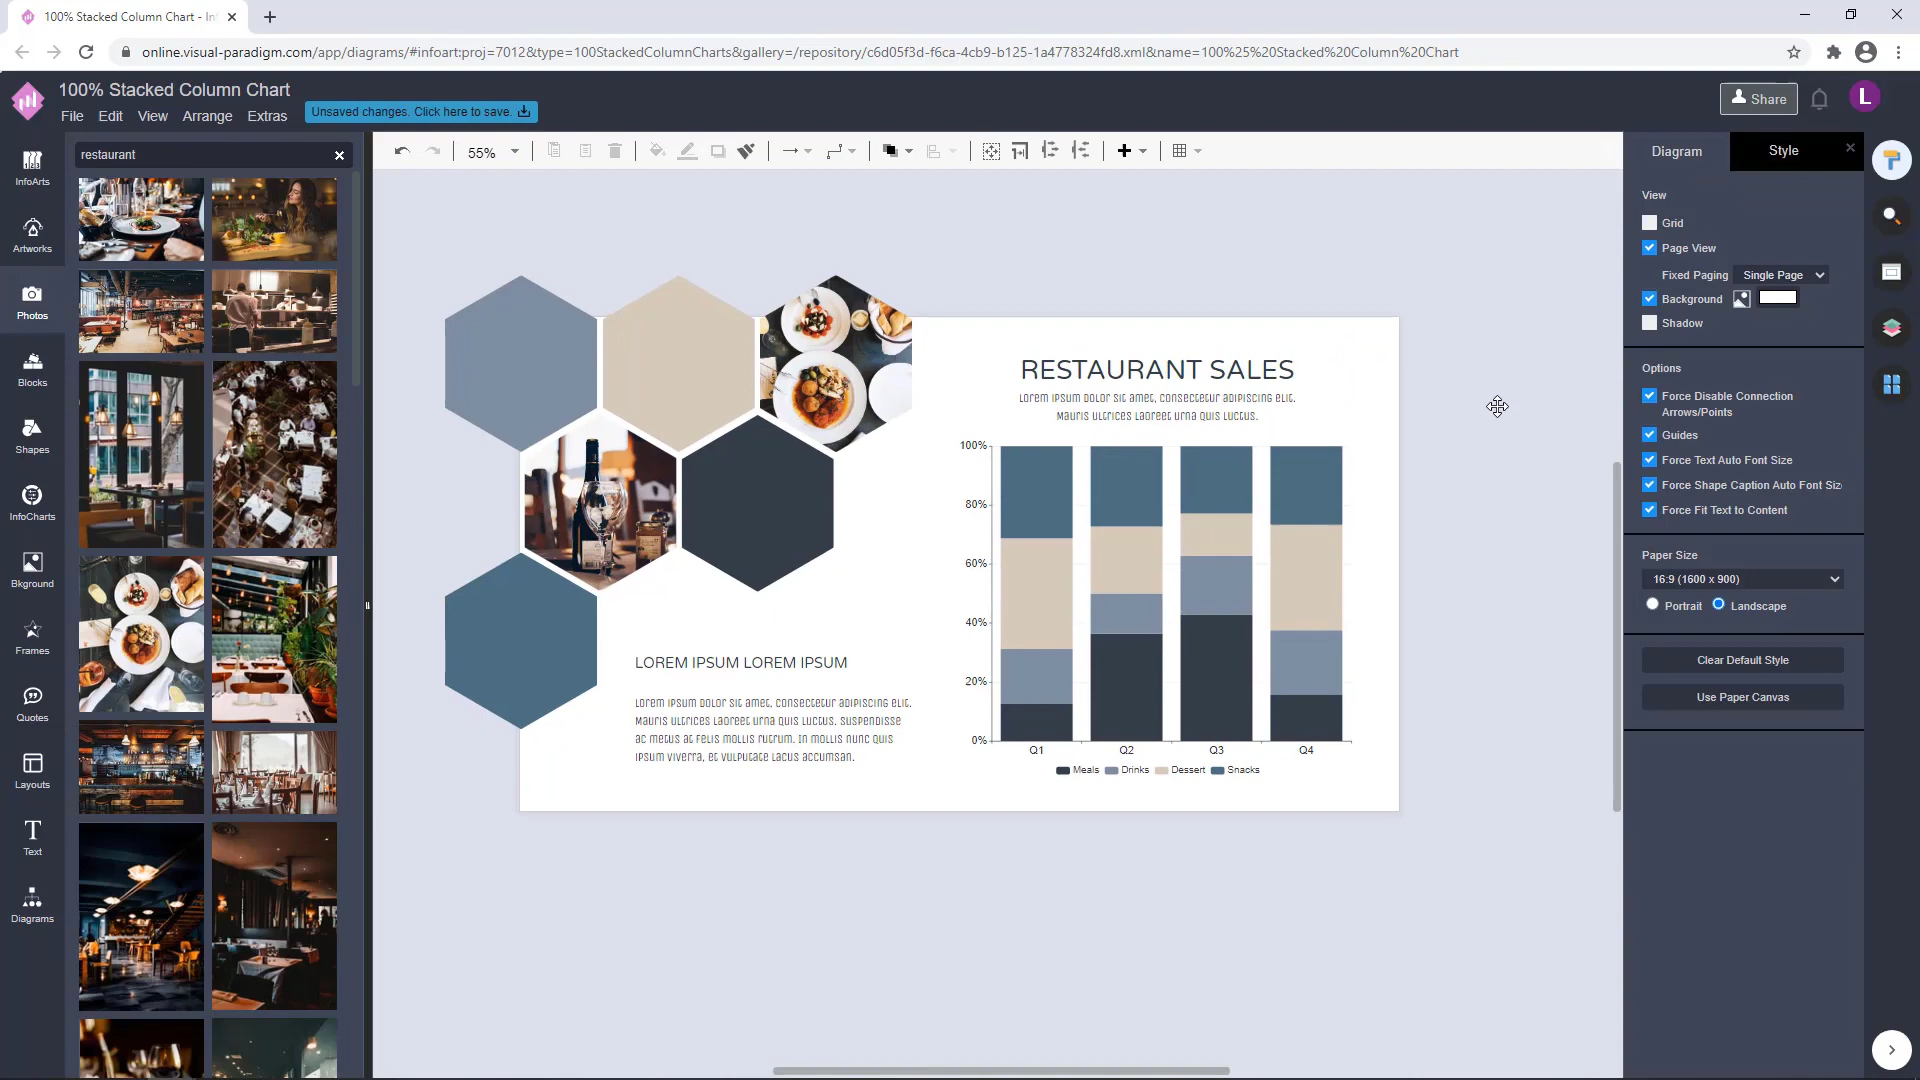 100% Stacked Column Chart - Inf
online.visual-paradigm.com/app/diagrams/#infoart:proj=7012&type=100StackedColumnCharts&gallery=/repository/c6d05f3d-f6ca-4cb9-b125-1a4778324fd8.xml&name=100%25%20Stacked%20Column%20Chart
100% Stacked Column Chart
File Edit View Arrange Extras
Unsaved changes. Click here to save.
Share
L
restaurant
55%
Diagram
Style
InfoArts
Artworks
Photos
Blocks
Shapes
InfoCharts
Bkground
Frames
Quotes
Layouts
Text
Diagrams
RESTAURANT SALES
Lorem ipsum dolor sit amet, consectetur adipiscing elit.
Mauris ultrices laoreet urna quis luctus.
100%
80%
60%
40%
20%
0%
Q1 Q2 Q3 Q4
Meals Drinks Dessert Snacks
LOREM IPSUM LOREM IPSUM
Lorem ipsum dolor sit amet, consectetur adipiscing elit.
Mauris ultrices laoreet urna quis luctus. Suspendisse
ac metus at felis mollis rutrum. In mollis nunc quis
ipsum viverra, et vulputate lacus accumsan.
View
Grid
Page View
Fixed Paging Single Page
Background
Shadow
Options
Force Disable Connection
Arrows/Points
Guides
Force Text Auto Font Size
Force Shape Caption Auto Font Siz
Force Fit Text to Content
Paper Size
16:9 (1600 x 900)
Portrait Landscape
Clear Default Style
Use Paper Canvas